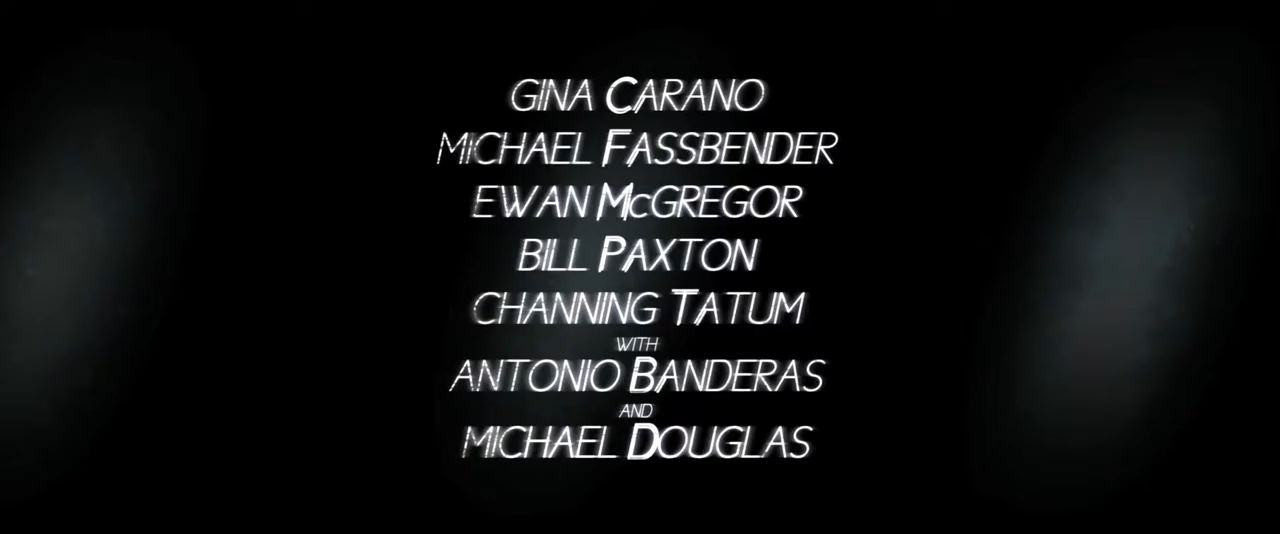 GINA CARANO
MICHAEL FASSBENDER
EWAN McGREGOR
BILL PAXTON
CHANNING TATUM
WITH
ANTONIO BANDERAS
AND
MICHAEL DOUGLAS